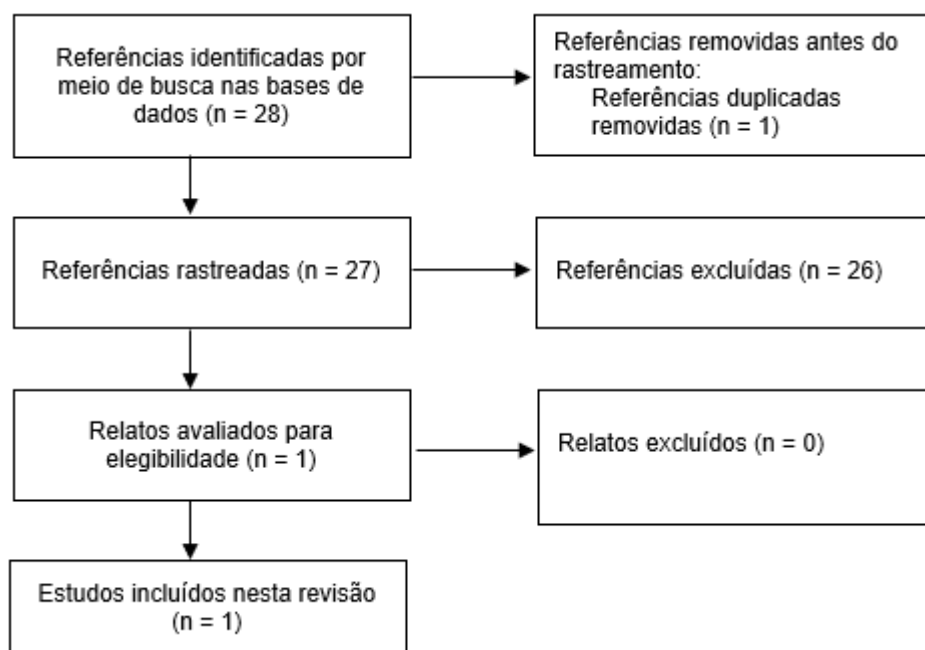 Referências identificadas por
meio de busca nas bases de
dados (n = 28)
Referências removidas antes do
rastreamento:
Referências duplicadas
removidas (n = 1)
Referências rastreadas (n = 27)
Referências excluídas (n = 26)
Relatos avaliados para
elegibilidade (n = 1)
Relatos excluídos (n = 0)
Estudos incluídos nesta revisão
(n = 1)